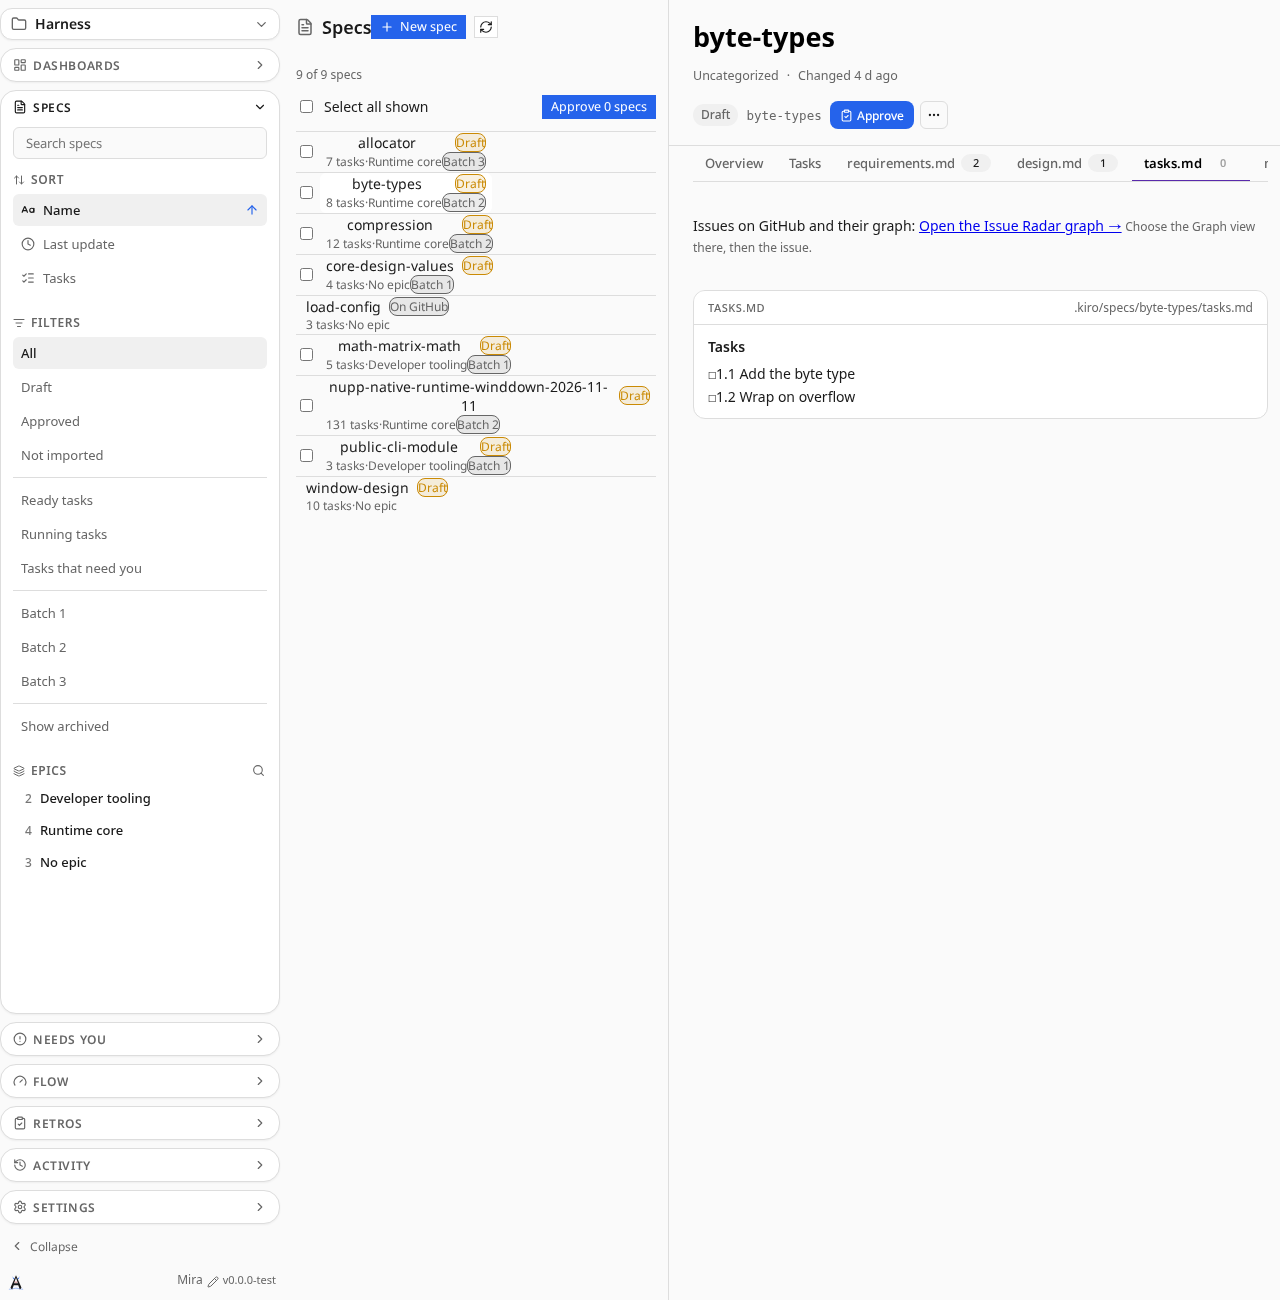 Harness
DASHBOARDS
SPECS
Search specs
SORT
Aa Name
Last update
Tasks
FILTERS
All
Draft
Approved
Not imported
Ready tasks
Running tasks
Tasks that need you
Batch 1
Batch 2
Batch 3
Show archived
EPICS
2 Developer tooling
4 Runtime core
3 No epic
NEEDS YOU
FLOW
RETROS
ACTIVITY
SETTINGS
Collapse
Mira v0.0.0-test
Specs
New spec
9 of 9 specs
Select all shown
Approve 0 specs
allocator Draft
7 tasks·Runtime core Batch 3
byte-types Draft
8 tasks·Runtime core Batch 2
compression Draft
12 tasks·Runtime core Batch 2
core-design-values Draft
4 tasks·No epic Batch 1
load-config On GitHub
3 tasks·No epic
math-matrix-math Draft
5 tasks·Developer tooling Batch 1
nupp-native-runtime-winddown-2026-11-
11 Draft
131 tasks·Runtime core Batch 2
public-cli-module Draft
3 tasks·Developer tooling Batch 1
window-design Draft
10 tasks·No epic
byte-types
Uncategorized · Changed 4 d ago
Draft byte-types Approve
Overview Tasks requirements.md 2 design.md 1 tasks.md 0
Issues on GitHub and their graph: Open the Issue Radar graph → Choose the Graph view
there, then the issue.
TASKS.MD .kiro/specs/byte-types/tasks.md
Tasks
☐1.1 Add the byte type
☐1.2 Wrap on overflow